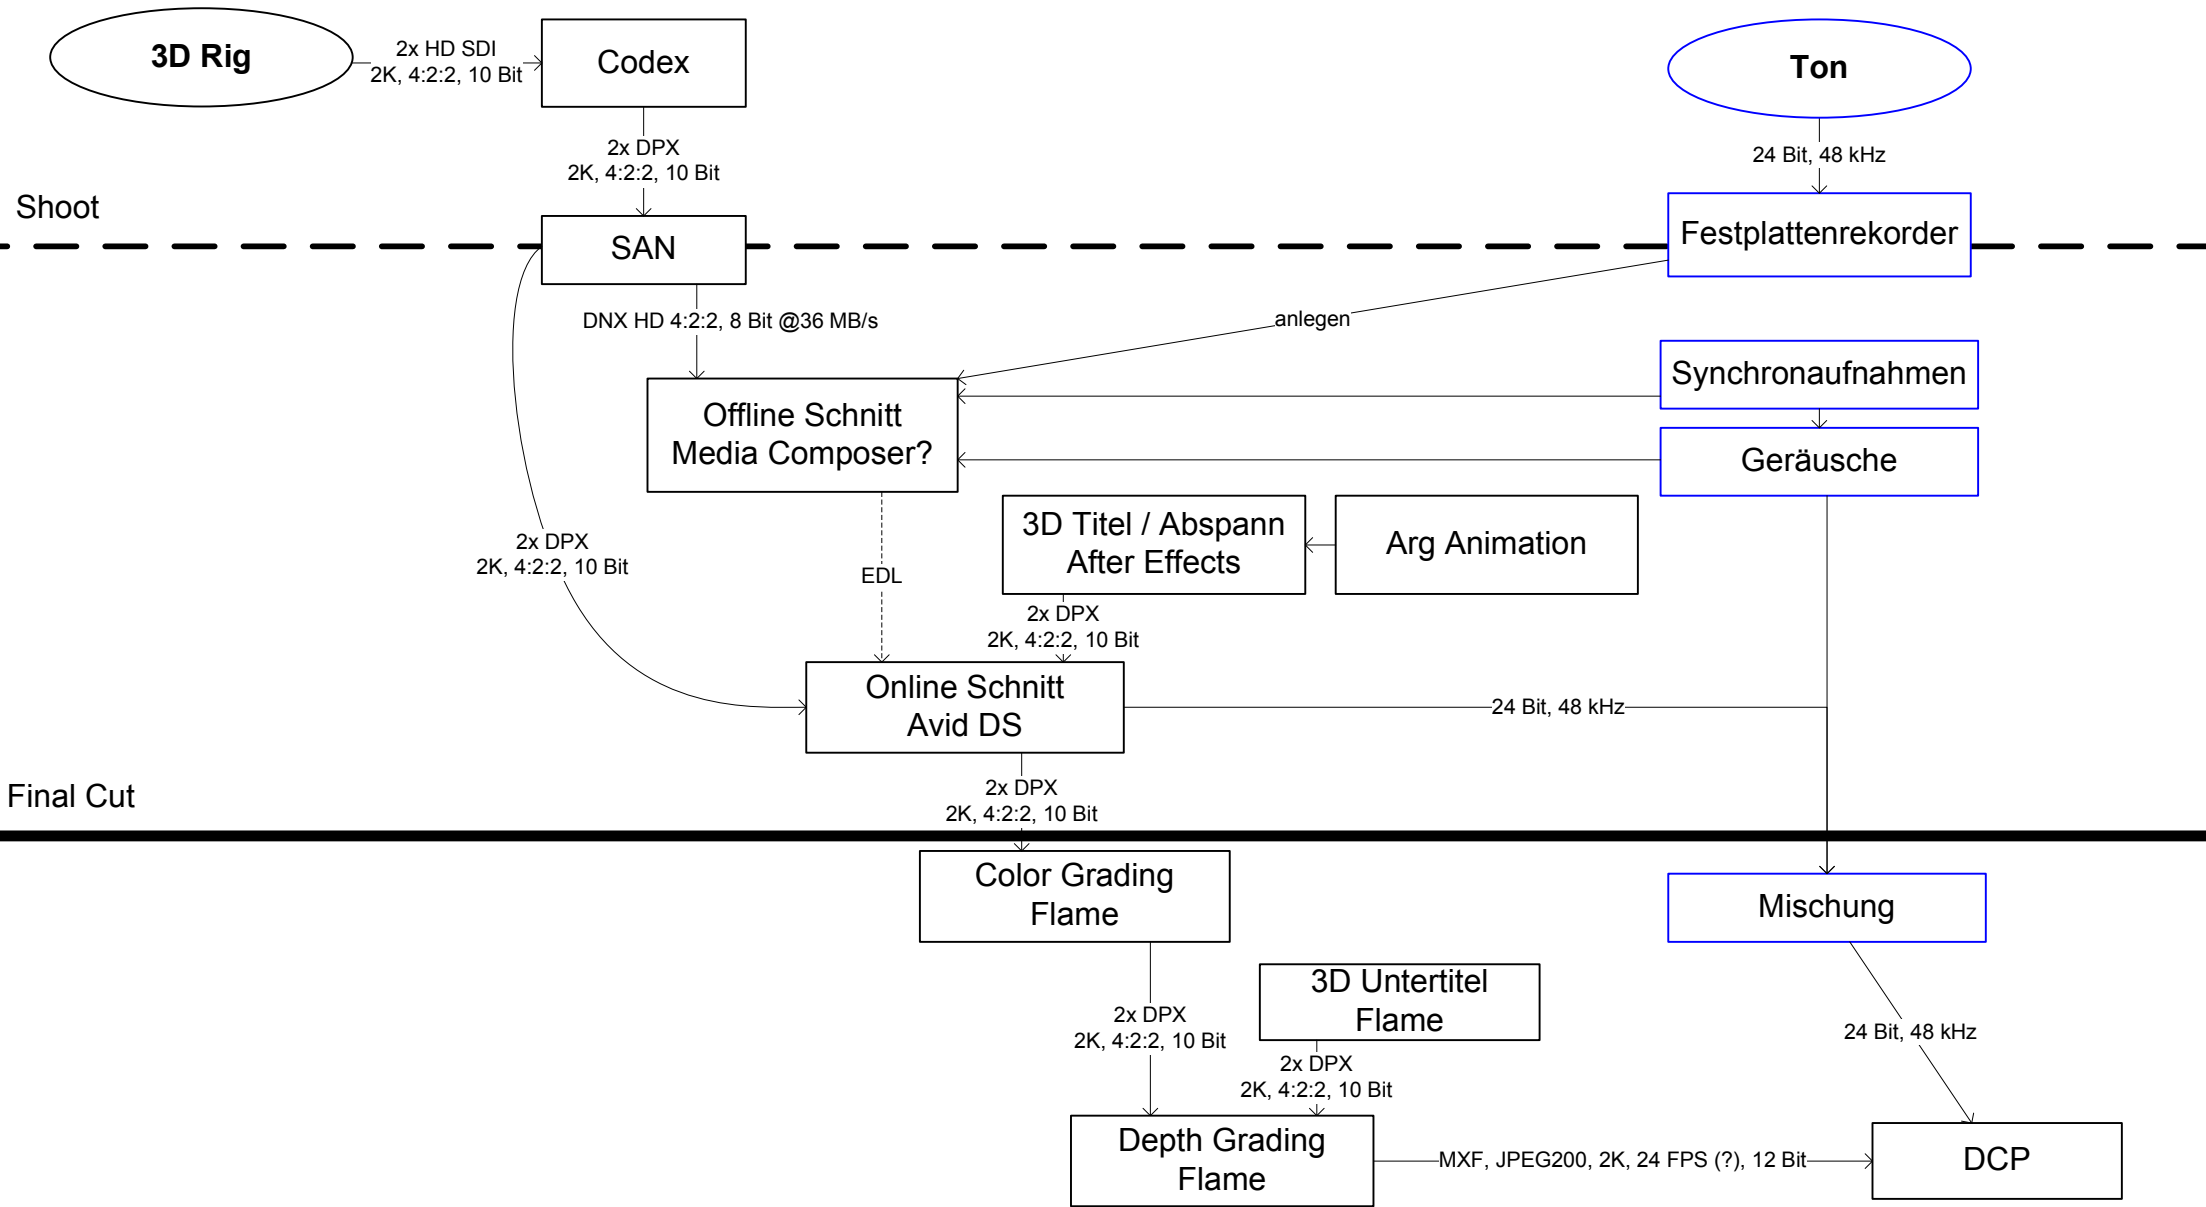 3D Rig
2x HD SDI
2K, 4:2:2, 10 Bit
Codex
Ton
2x DPX
2K, 4:2:2, 10 Bit
24 Bit, 48 kHz
Shoot
SAN
Festplattenrekorder
DNX HD 4:2:2, 8 Bit @36 MB/s
anlegen
Synchronaufnahmen
Offline Schnitt
Media Composer?
Geräusche
2x DPX
2K, 4:2:2, 10 Bit
EDL
3D Titel / Abspann
After Effects
Arg Animation
2x DPX
2K, 4:2:2, 10 Bit
Online Schnitt
Avid DS
24 Bit, 48 kHz
2x DPX
2K, 4:2:2, 10 Bit
Final Cut
Color Grading
Flame
Mischung
2x DPX
2K, 4:2:2, 10 Bit
3D Untertitel
Flame
24 Bit, 48 kHz
2x DPX
2K, 4:2:2, 10 Bit
Depth Grading
Flame
MXF, JPEG200, 2K, 24 FPS (?), 12 Bit
DCP